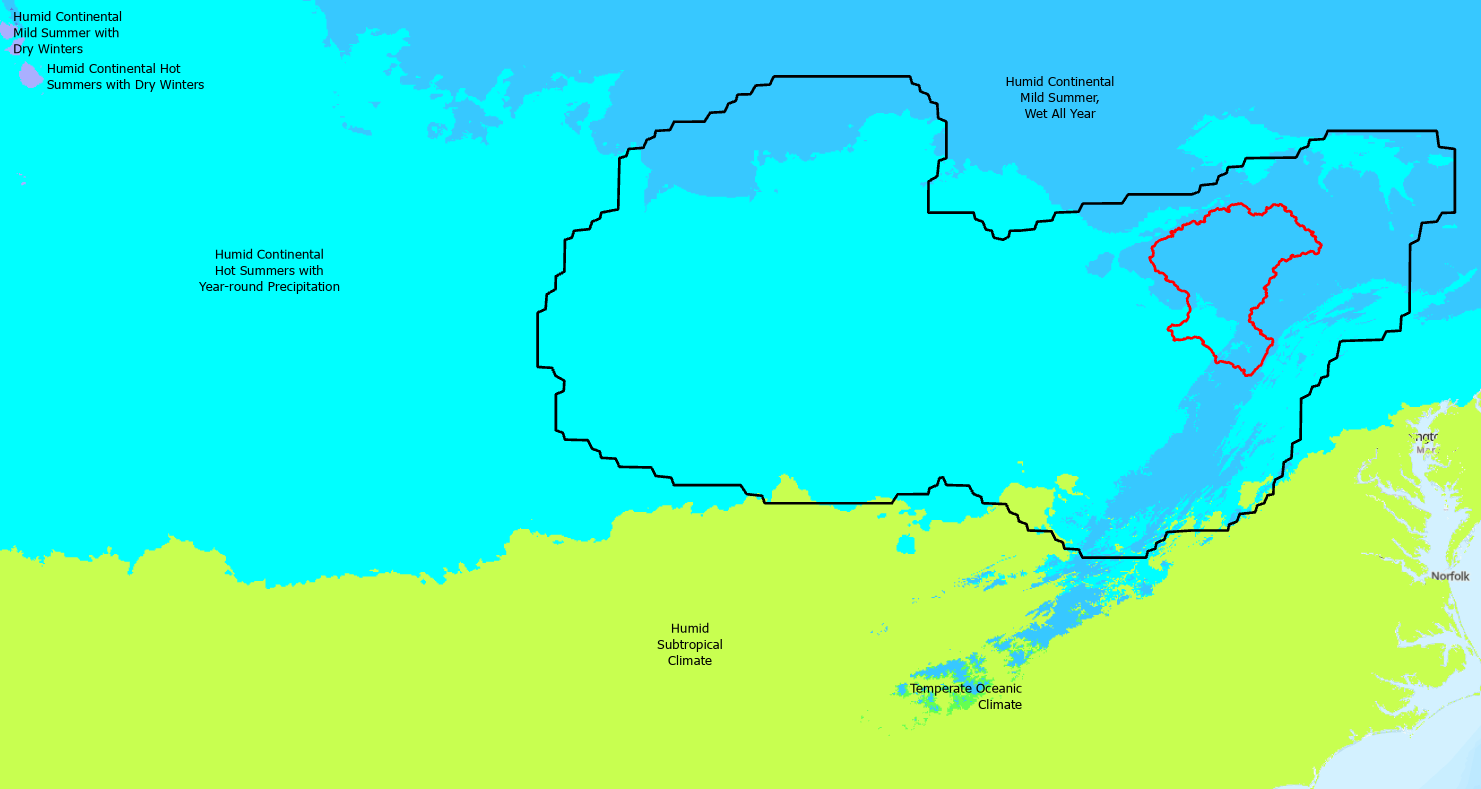 Humid Continental
Mild Summer with
Dry Winters
Humid Continental Hot
Summers with Dry Winters
Humid Continental
Mild Summer,
Wet All Year
Humid Continental
Hot Summers with
Year-round Precipitation
Norfolk
Humid
Subtropical
Climate
Temperate Oceanic
Climate